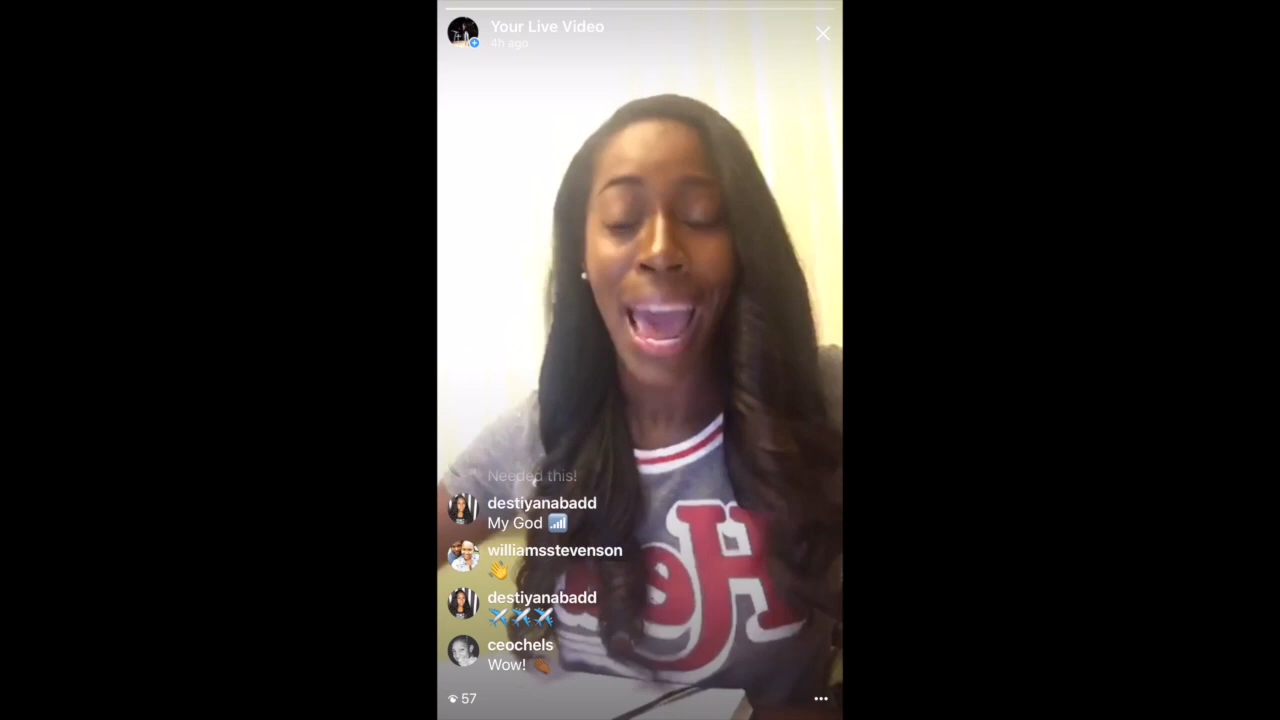 Your Live Video
4h ago
Needed this!
destiyanabadd
My God 📶
williamsstevenson
👏
destiyanabadd
✈️✈️✈️
ceochels
Wow! 👏🏾
57